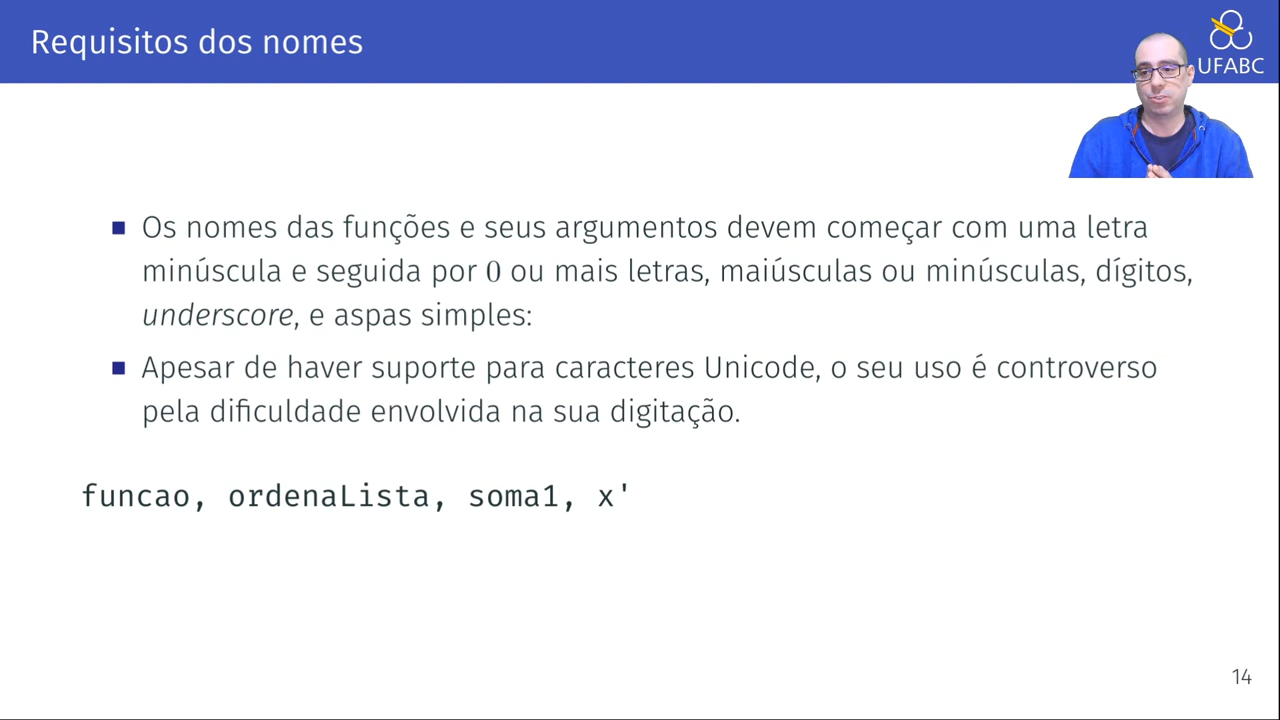 Requisitos dos nomes
UFABC
Os nomes das funções e seus argumentos devem começar com uma letra
minúscula e seguida por 0 ou mais letras, maiúsculas ou minúsculas, dígitos,
underscore, e aspas simples:
Apesar de haver suporte para caracteres Unicode, o seu uso é controverso
pela dificuldade envolvida na sua digitação.
funcao, ordenaLista, soma1, x'
14